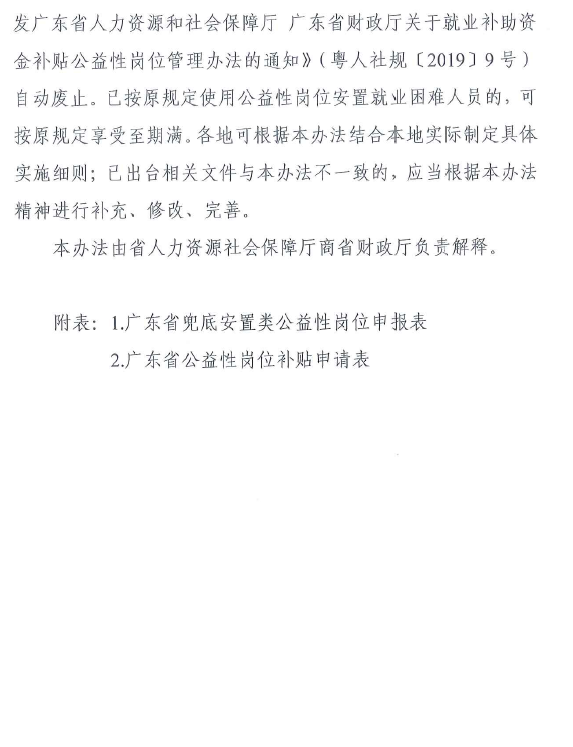 发广东省人力资源和社会保障厅 广东省财政厅关于就业补助资
金补贴公益性岗位管理办法的通知》（粤人社规〔2019〕9号）
自动废止。已按原规定使用公益性岗位安置就业困难人员的，可
按原规定享受至期满。各地可根据本办法结合本地实际制定具体
实施细则；已出台相关文件与本办法不一致的，应当根据本办法
精神进行补充、修改、完善。
本办法由省人力资源社会保障厅商省财政厅负责解释。
附表：1.广东省兜底安置类公益性岗位申报表
2.广东省公益性岗位补贴申请表